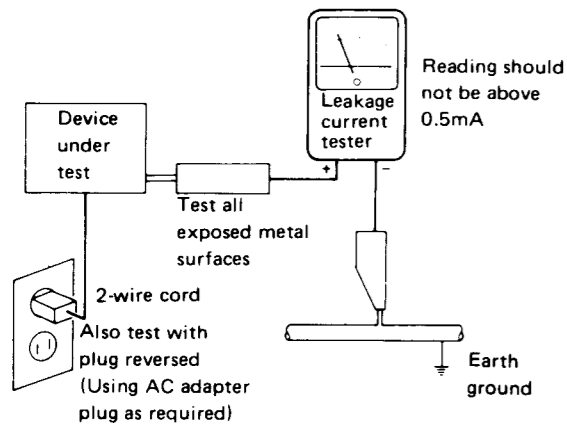 Device
under
test
Leakage
current
tester
+ −
Reading should
not be above
0.5mA
Test all
exposed metal
surfaces
2-wire cord
Also test with
plug reversed
(Using AC adapter
plug as required)
Earth
ground